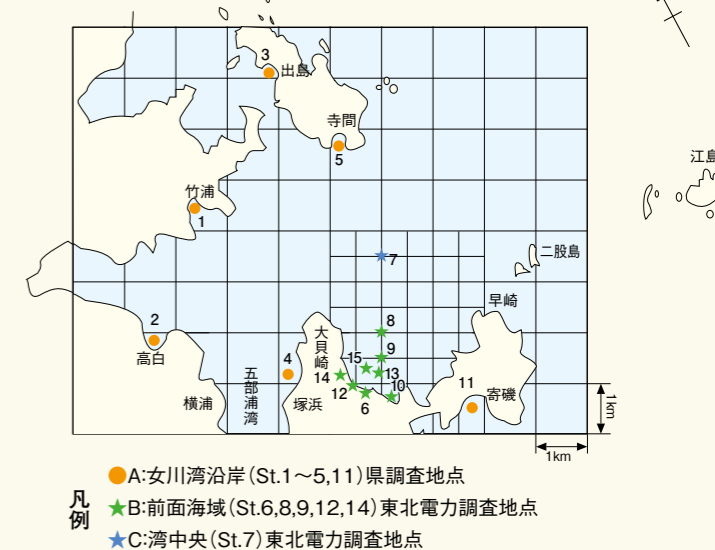 3
出島
寺間
5
江島
竹浦
1
二股島
7
早崎
2
高白
8
大貝崎
15
9
4
14
13
12
10
6
11
寄磯
五部浦湾
横浦
塚浜
1km
1km
凡例
A:女川湾沿岸(St.1〜5,11)県調査地点
B:前面海域(St.6,8,9,12,14)東北電力調査地点
C:湾中央(St.7)東北電力調査地点